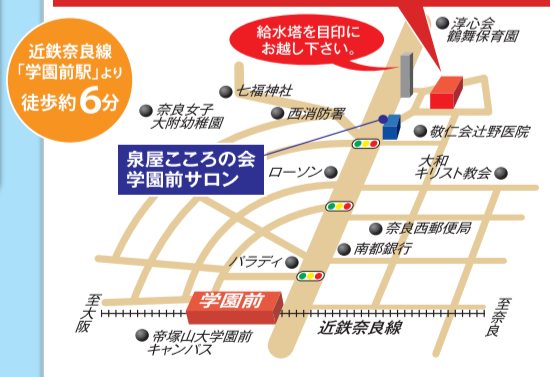 近鉄奈良線
「学園前駅」より
徒歩約6分
給水塔を目印に
お越し下さい。
淳心会
鶴舞保育園
七福神社
奈良女子
大附幼稚園
西消防署
敬仁会辻野医院
泉屋こころの会
学園前サロン
ローソン
大和
キリスト教会
奈良西郵便局
南都銀行
パラディ
至大阪
学園前
至奈良
近鉄奈良線
帝塚山大学園前
キャンパス